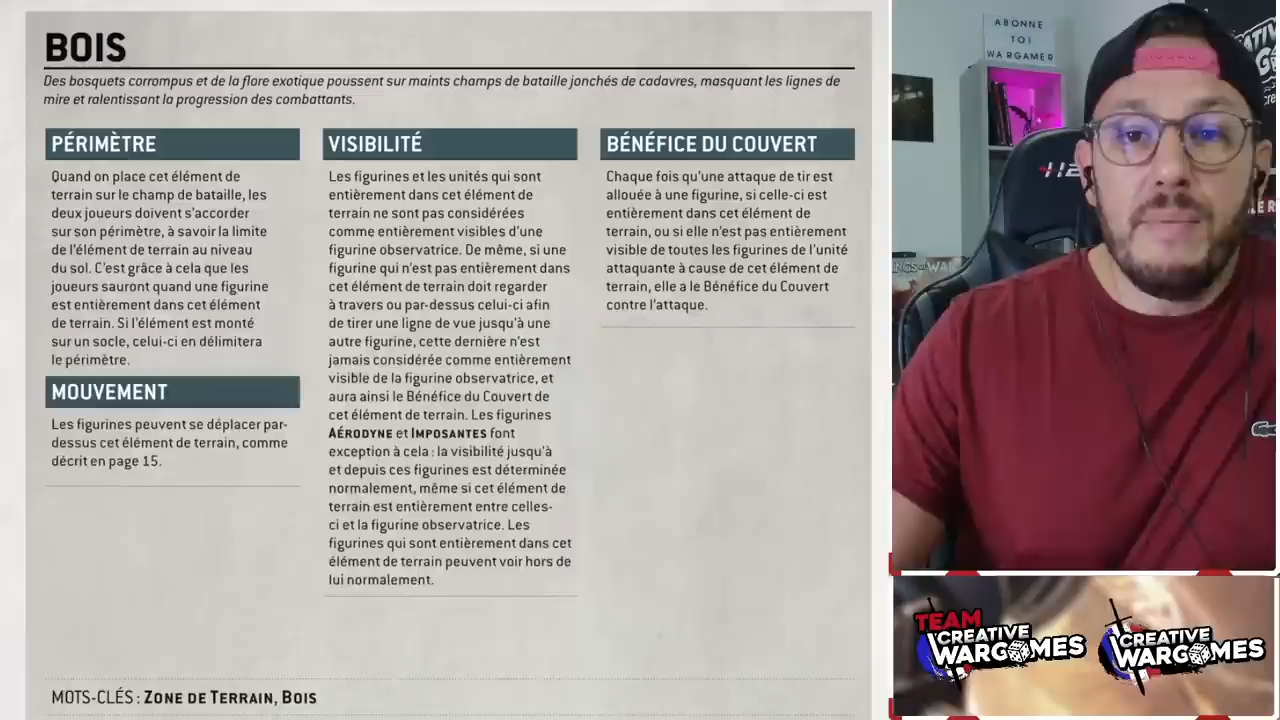 BOIS
Des bosquets corrompus et de la flore exotique poussent sur maints champs de bataille jonchés de cadavres, masquant les lignes de
mire et ralentissant la progression des combattants.
PÉRIMÈTRE
Quand on place cet élément de
terrain sur le champ de bataille, les
deux joueurs doivent s'accorder
sur son périmètre, à savoir la limite
de l'élément de terrain au niveau
du sol. C'est grâce à cela que les
joueurs sauront quand une figurine
est entièrement dans cet élément
de terrain. Si l'élément est monté
sur un socle, celui-ci en délimitera
le périmètre.
MOUVEMENT
Les figurines peuvent se déplacer par-
dessus cet élément de terrain, comme
décrit en page 15.
VISIBILITÉ
Les figurines et les unités qui sont
entièrement dans cet élément de
terrain ne sont pas considérées
comme entièrement visibles d'une
figurine observatrice. De même, si une
figurine qui n'est pas entièrement dans
cet élément de terrain doit regarder
à travers ou par-dessus celui-ci afin
de tirer une ligne de vue jusqu'à une
autre figurine, cette dernière n'est
jamais considérée comme entièrement
visible de la figurine observatrice, et
aura ainsi le Bénéfice du Couvert de
cet élément de terrain. Les figurines
AÉRODYNE et IMPOSANTES font
exception à cela : la visibilité jusqu'à
et depuis ces figurines est déterminée
normalement, même si cet élément de
terrain est entièrement entre celles-
ci et la figurine observatrice. Les
figurines qui sont entièrement dans cet
élément de terrain peuvent voir hors de
lui normalement.
BÉNÉFICE DU COUVERT
Chaque fois qu'une attaque de tir est
allouée à une figurine, si celle-ci est
entièrement dans cet élément de
terrain, ou si elle n'est pas entièrement
visible de toutes les figurines de l'unité
attaquante à cause de cet élément de
terrain, elle a le Bénéfice du Couvert
contre l'attaque.
MOTS-CLÉS : ZONE DE TERRAIN, BOIS
ABONNE
TOI
WARGAMER
TEAM
CREATIVE
WARGAMES
CREATIVE
WARGAMES